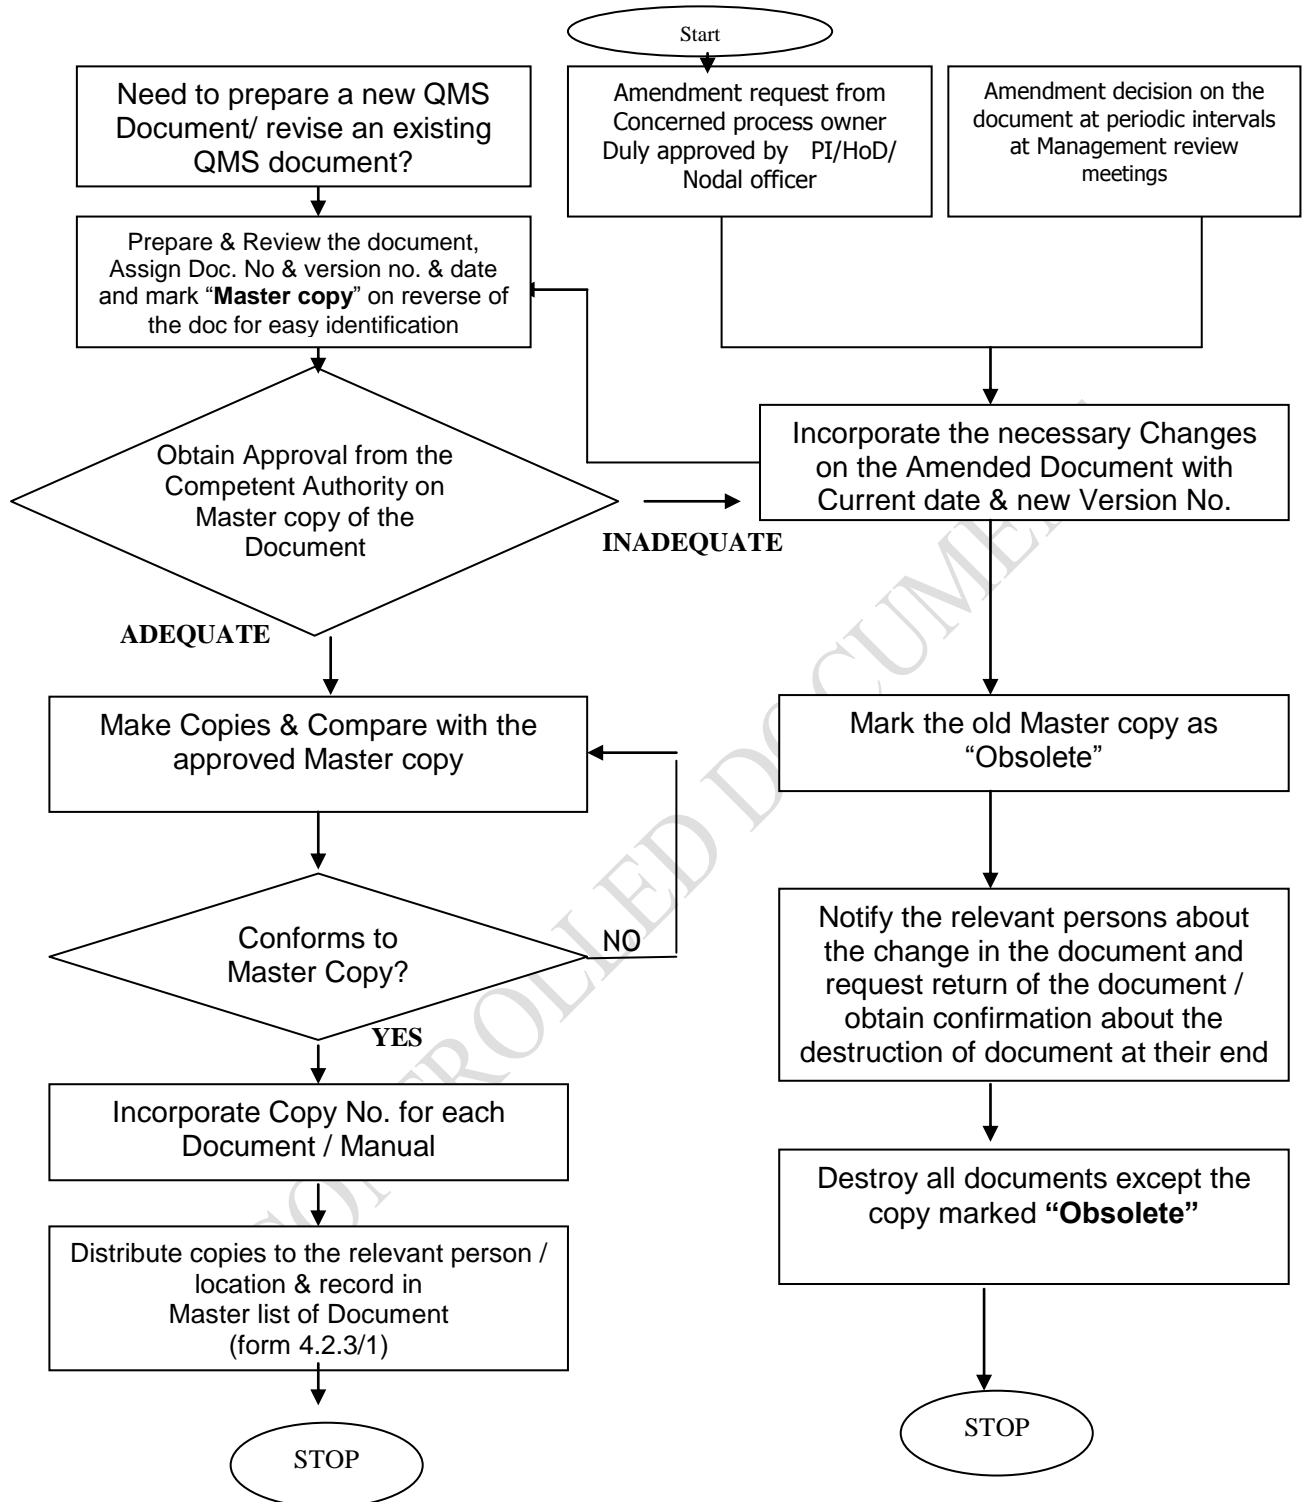 Start
Need to prepare a new QMS
Document/ revise an existing
QMS document?
Amendment request from
Concerned process owner
Duly approved by PI/HoD/
Nodal officer
Amendment decision on the
document at periodic intervals
at Management review
meetings
Prepare & Review the document,
Assign Doc. No & version no. & date
and mark “Master copy” on reverse of
the doc for easy identification
Obtain Approval from the
Competent Authority on
Master copy of the
Document
INADEQUATE
ADEQUATE
Incorporate the necessary Changes
on the Amended Document with
Current date & new Version No.
Make Copies & Compare with the
approved Master copy
Mark the old Master copy as
“Obsolete”
Conforms to
Master Copy?
NO
YES
Notify the relevant persons about
the change in the document and
request return of the document /
obtain confirmation about the
destruction of document at their end
Incorporate Copy No. for each
Document / Manual
Destroy all documents except the
copy marked “Obsolete”
Distribute copies to the relevant person /
location & record in
Master list of Document
(form 4.2.3/1)
STOP
STOP
CONTROLLED DOCUMENT